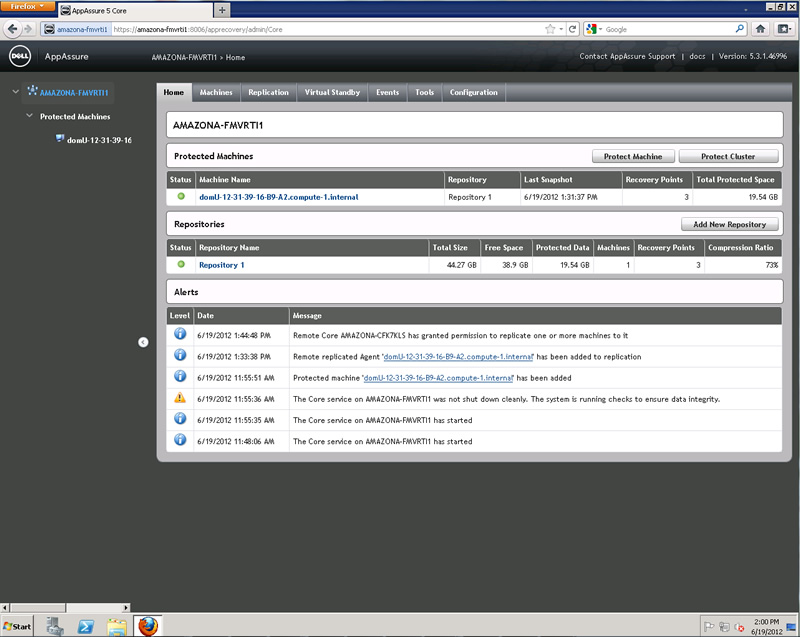 Firefox
AppAssure 5 Core
amazona-fmvrti1
https://amazona-fmvrti1:8006/apprecovery/admin/Core
Google
DELL
AppAssure
AMAZONA-FMVRTI1 > Home
Contact AppAssure Support | docs | Version: 5.3.1.46996
AMAZONA-FMVRTI1
Protected Machines
domU-12-31-39-16
Home Machines Replication Virtual Standby Events Tools Configuration
AMAZONA-FMVRTI1
Protected Machines
Protect Machine Protect Cluster
Status Machine Name Repository Last Snapshot Recovery Points Total Protected Space
domU-12-31-39-16-B9-A2.compute-1.internal Repository 1 6/19/2012 1:31:37 PM 3 19.54 GB
Repositories
Add New Repository
Status Repository Name Total Size Free Space Protected Data Machines Recovery Points Compression Ratio
Repository 1 44.27 GB 38.9 GB 19.54 GB 1 3 73%
Alerts
Level Date Message
6/19/2012 1:44:48 PM Remote Core AMAZONA-CFK7KLS has granted permission to replicate one or more machines to it
6/19/2012 1:33:38 PM Remote replicated Agent 'domU-12-31-39-16-B9-A2.compute-1.internal' has been added to replication
6/19/2012 11:55:51 AM Protected machine 'domU-12-31-39-16-B9-A2.compute-1.internal' has been added
6/19/2012 11:55:36 AM The Core service on AMAZONA-FMVRTI1 was not shut down cleanly. The system is running checks to ensure data integrity.
6/19/2012 11:55:35 AM The Core service on AMAZONA-FMVRTI1 has started
6/19/2012 11:48:06 AM The Core service on AMAZONA-FMVRTI1 has started
Start
2:00 PM
6/19/2012